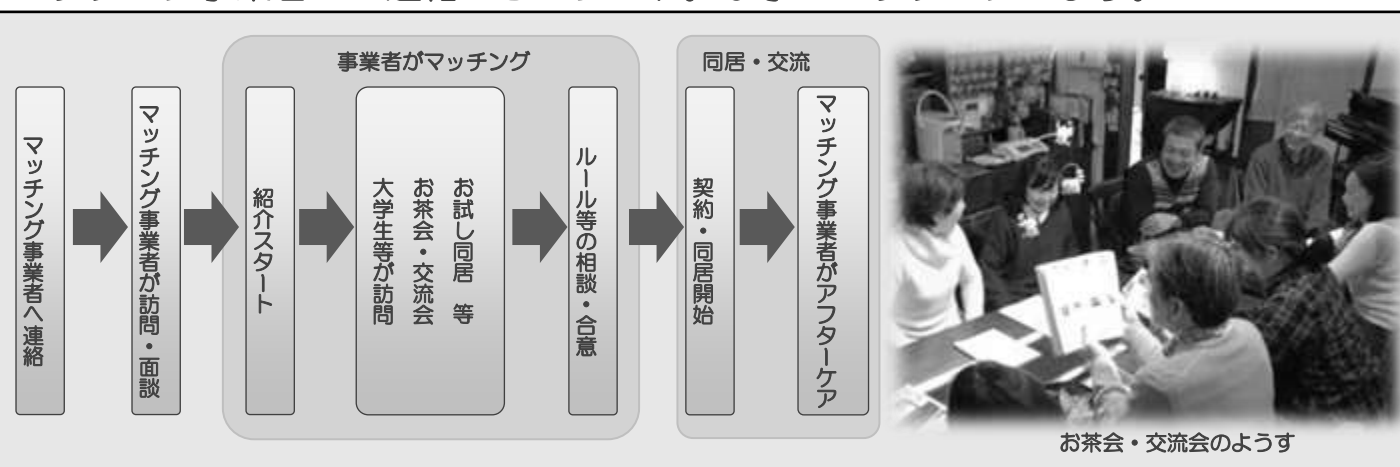 事業者がマッチング
同居・交流
マッチング事業者へ連絡
マッチング事業者が訪問・面談
紹介スタート
お試し同居　等
お茶会・交流会
大学生等が訪問
ルール等の相談・合意
契約・同居開始
マッチング事業者がアフターケア
お茶会・交流会のようす